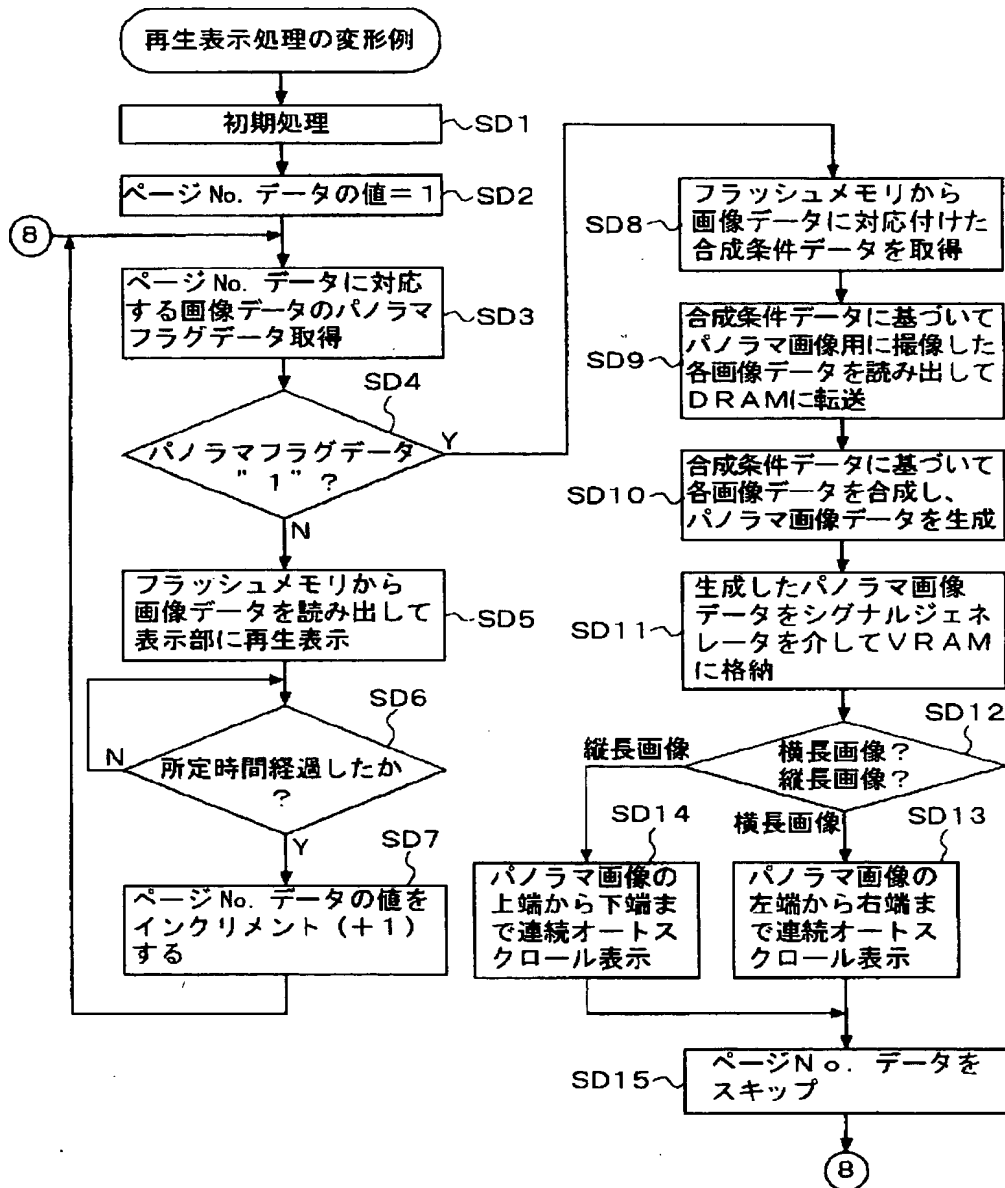 再生表示処理の変形例
初期処理
SD1
ページNo. データの値=1
SD2
8
ページNo. データに対応
する画像データのパノラマ
フラグデータ取得
SD3
SD4
パノラマフラグデータ
"1"?
Y
N
フラッシュメモリから
画像データを読み出して
表示部に再生表示
SD5
SD6
所定時間経過したか
?
N
Y
SD7
ページNo. データの値を
インクリメント(+1)
する
フラッシュメモリから
画像データに対応付けた
合成条件データを取得
SD8
合成条件データに基づいて
パノラマ画像用に撮像した
各画像データを読み出して
DRAMに転送
SD9
合成条件データに基づいて
各画像データを合成し、
パノラマ画像データを生成
SD10
生成したパノラマ画像
データをシグナルジェネ
レータを介してVRAM
に格納
SD11
SD12
横長画像?
縦長画像?
縦長画像
横長画像
SD14
パノラマ画像の
上端から下端ま
で連続オートス
クロール表示
SD13
パノラマ画像の
左端から右端ま
で連続オートス
クロール表示
ページNo. データを
スキップ
SD15
8